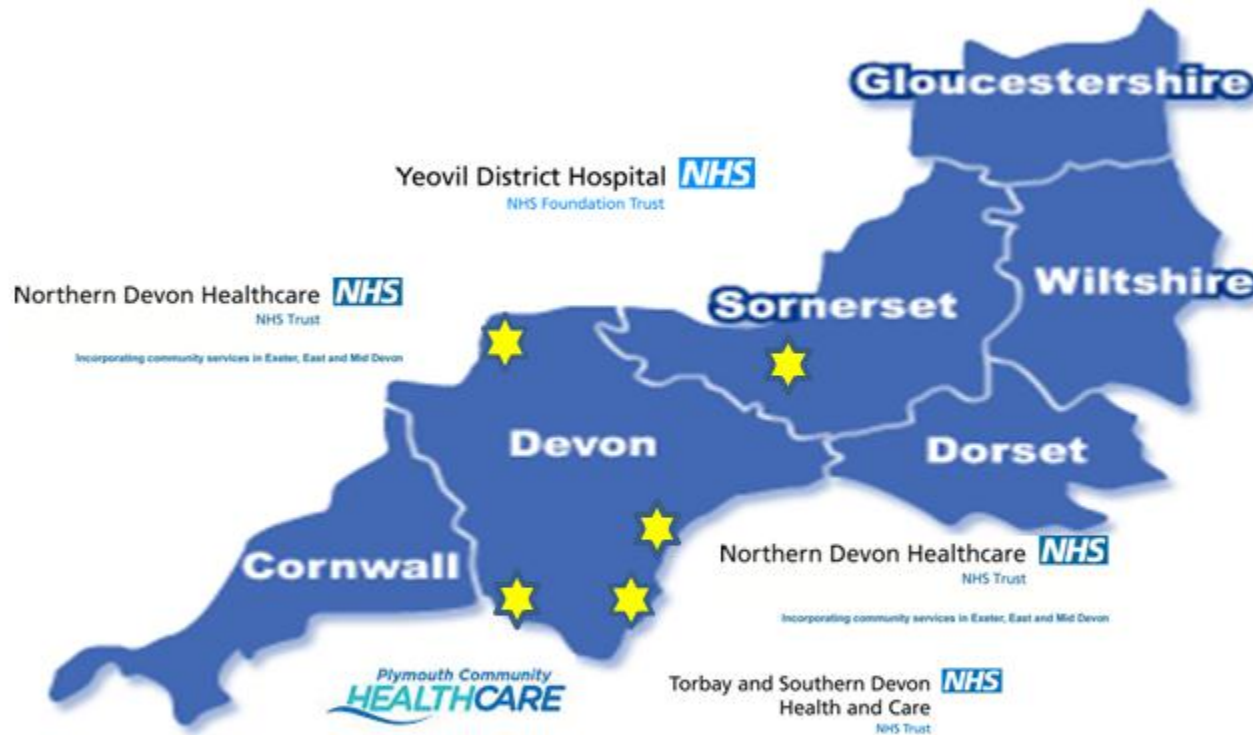 Gloucestershire
Yeovil District Hospital NHS
NHS Foundation Trust
Northern Devon Healthcare NHS
NHS Trust
Incorporating community services in Exeter, East and Mid Devon
Wiltshire
Sornerset
Devon
Dorset
Cornwall
Northern Devon Healthcare NHS
NHS Trust
Incorporating community services in Exeter, East and Mid Devon
Plymouth Community
HEALTHCARE
Torbay and Southern Devon NHS
Health and Care
NHS Trust